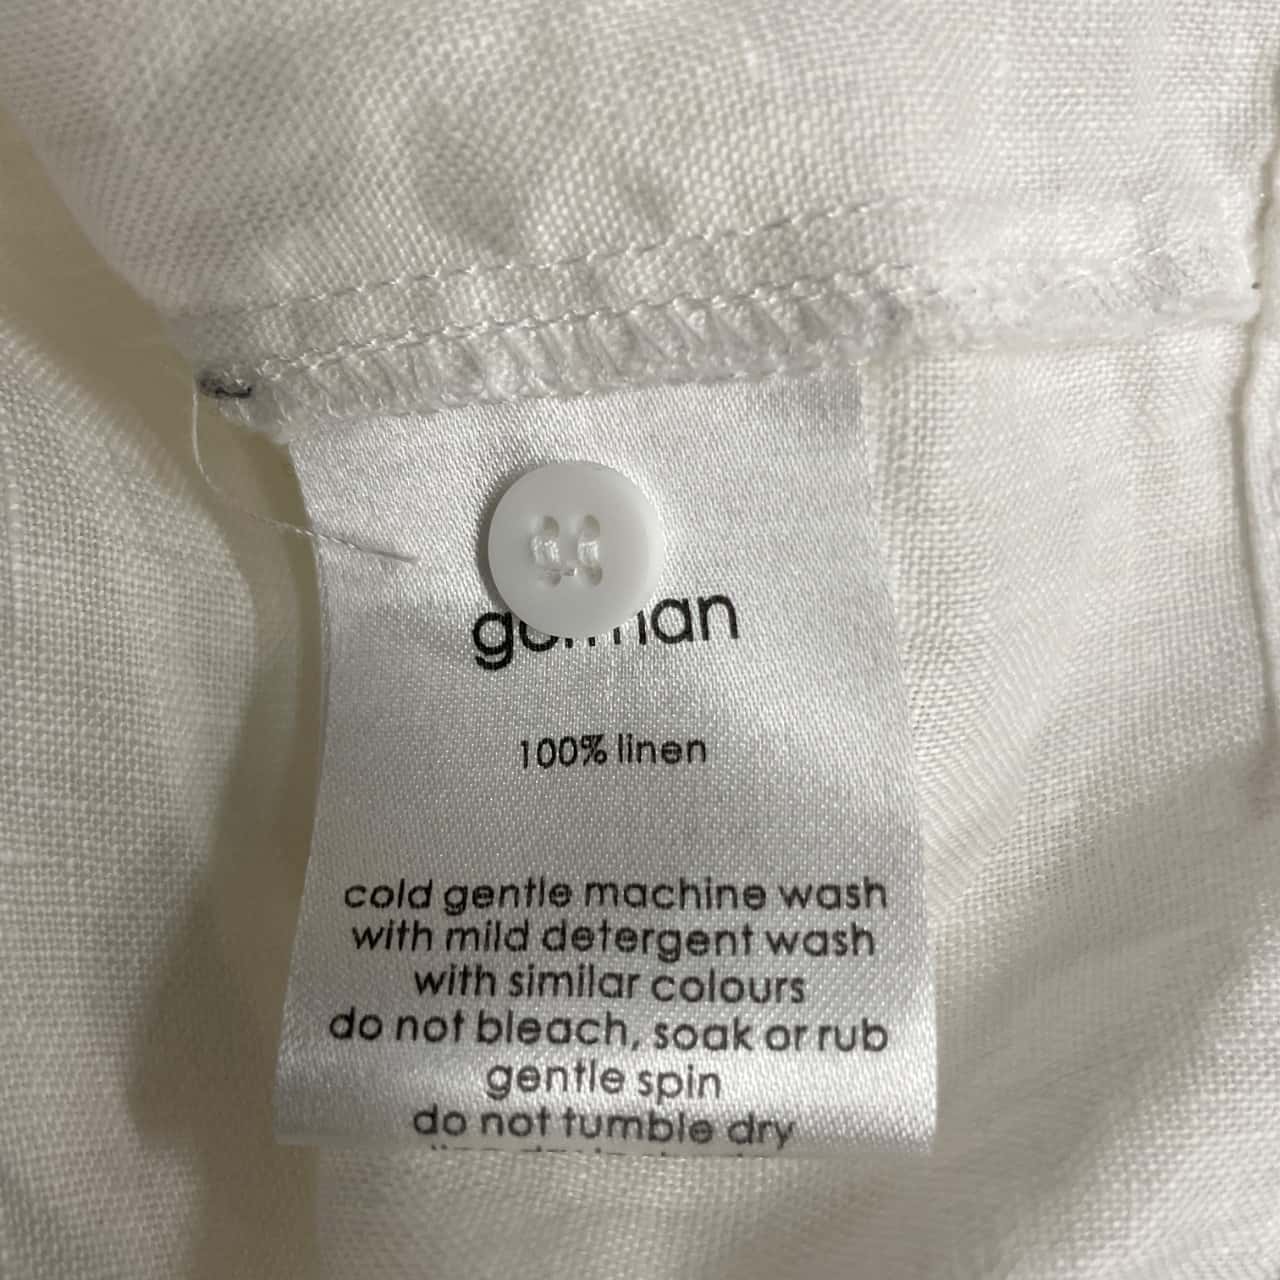 100% linen
cold gentle machine wash
with mild detergent wash
with similar colours
do not bleach, soak or rub
gentle spin
do not tumble dry